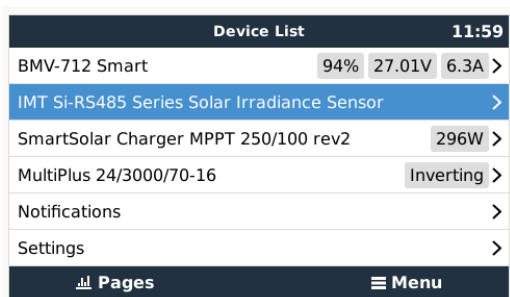 Device List 11:59
BMV-712 Smart 94% 27.01V 6.3A
IMT Si-RS485 Series Solar Irradiance Sensor
SmartSolar Charger MPPT 250/100 rev2 296W
MultiPlus 24/3000/70-16 Inverting
Notifications
Settings
Pages Menu